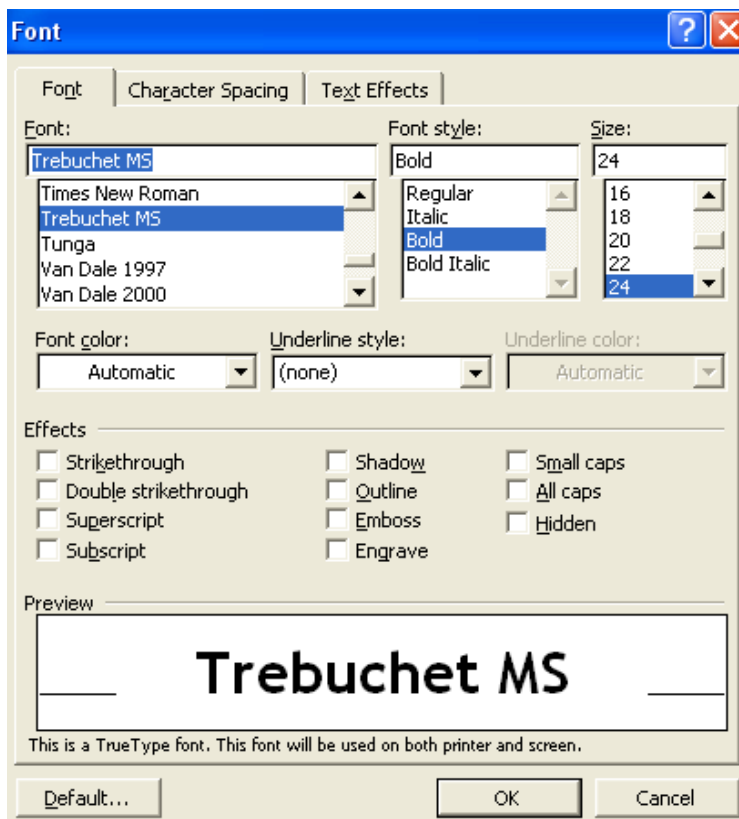 Font
Font Character Spacing Text Effects
Font: Font style: Size:
Trebuchet MS Bold 24
Times New Roman Regular 16
Trebuchet MS Italic 18
Tunga Bold 20
Van Dale 1997 Bold Italic 22
Van Dale 2000 24
Font color: Underline style: Underline color:
Automatic (none) Automatic
Effects
Strikethrough Shadow Small caps
Double strikethrough Outline All caps
Superscript Emboss Hidden
Subscript Engrave
Preview
Trebuchet MS
This is a TrueType font. This font will be used on both printer and screen.
Default... OK Cancel